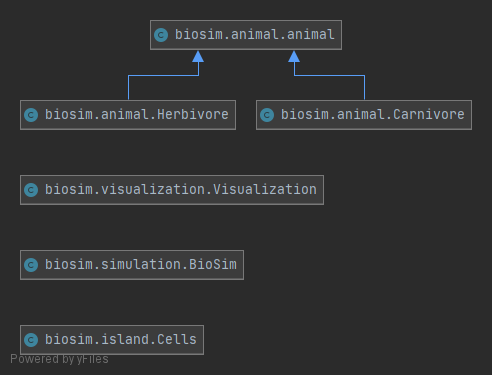 C biosim.animal.animal
C biosim.animal.Herbivore
C biosim.animal.Carnivore
C biosim.visualization.Visualization
C biosim.simulation.BioSim
C biosim.island.Cells
Powered by yFiles